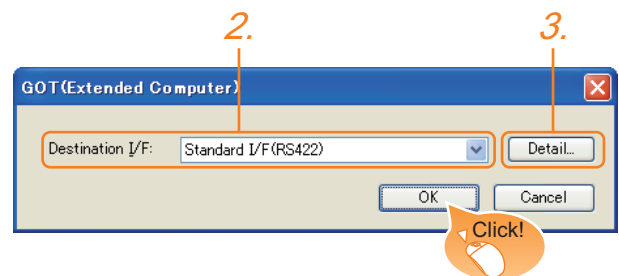 2. 3.
GOT(Extended Computer)
Destination I/F: Standard I/F(RS422) Detail...
OK Cancel
Click!